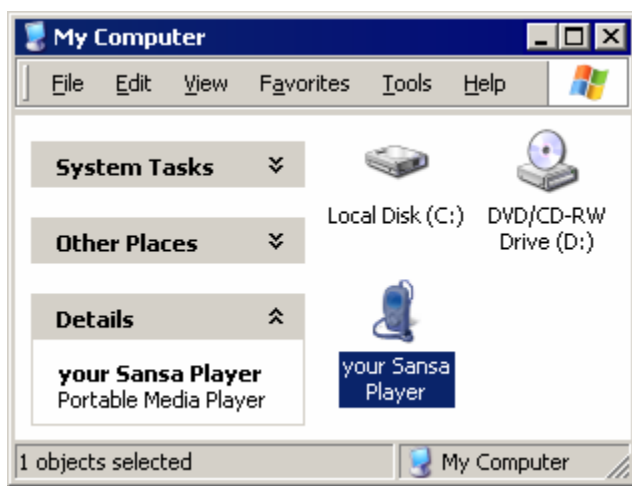 My Computer
File Edit View Favorites Tools Help
System Tasks
Other Places
Details
your Sansa Player
Portable Media Player
Local Disk (C:)
DVD/CD-RW
Drive (D:)
your Sansa
Player
1 objects selected
My Computer